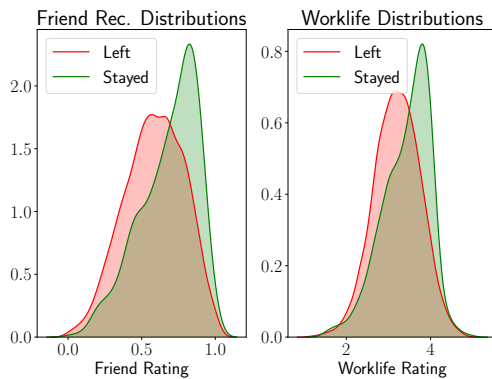 Friend Rec. Distributions
Left
Stayed
2.0
1.5
1.0
0.5
0.0
0.0 0.5 1.0
Friend Rating
Worklife Distributions
Left
Stayed
0.8
0.6
0.4
0.2
0.0
2 4
Worklife Rating